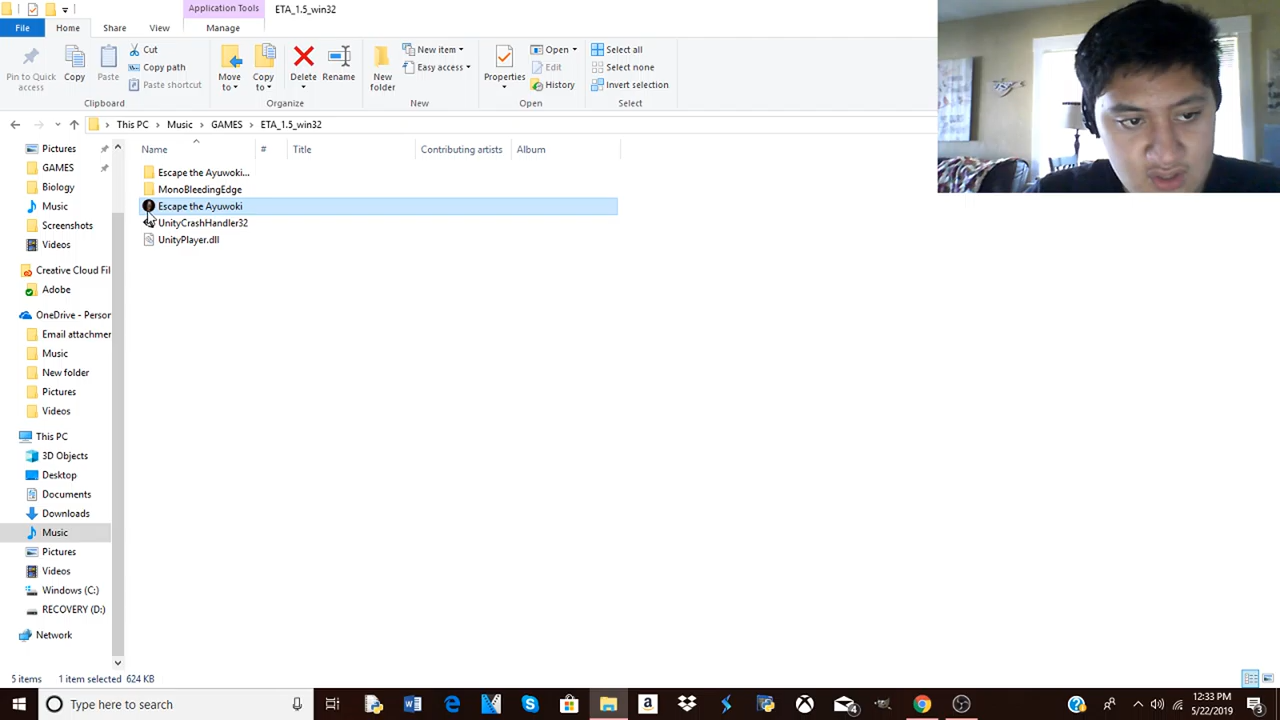 Application Tools
ETA_1.5_win32
File
Home
Share
View
Manage
Pin to Quick access
Copy
Paste
Cut
Copy path
Paste shortcut
Clipboard
Move to
Copy to
Delete
Rename
Organize
New folder
New item
Easy access
New
Properties
Open
Edit
History
Open
Select all
Select none
Invert selection
Select
This PC > Music > GAMES > ETA_1.5_win32
Name
#
Title
Contributing artists
Album
Escape the Ayuwoki...
MonoBleedingEdge
Escape the Ayuwoki
UnityCrashHandler32
UnityPlayer.dll
Pictures
GAMES
Biology
Music
Screenshots
Videos
Creative Cloud Fil
Adobe
OneDrive - Person
Email attachmen
Music
New folder
Pictures
Videos
This PC
3D Objects
Desktop
Documents
Downloads
Music
Pictures
Videos
Windows (C:)
RECOVERY (D:)
Network
5 items
1 item selected 624 KB
Type here to search
4
12:33 PM
5/22/2019
3